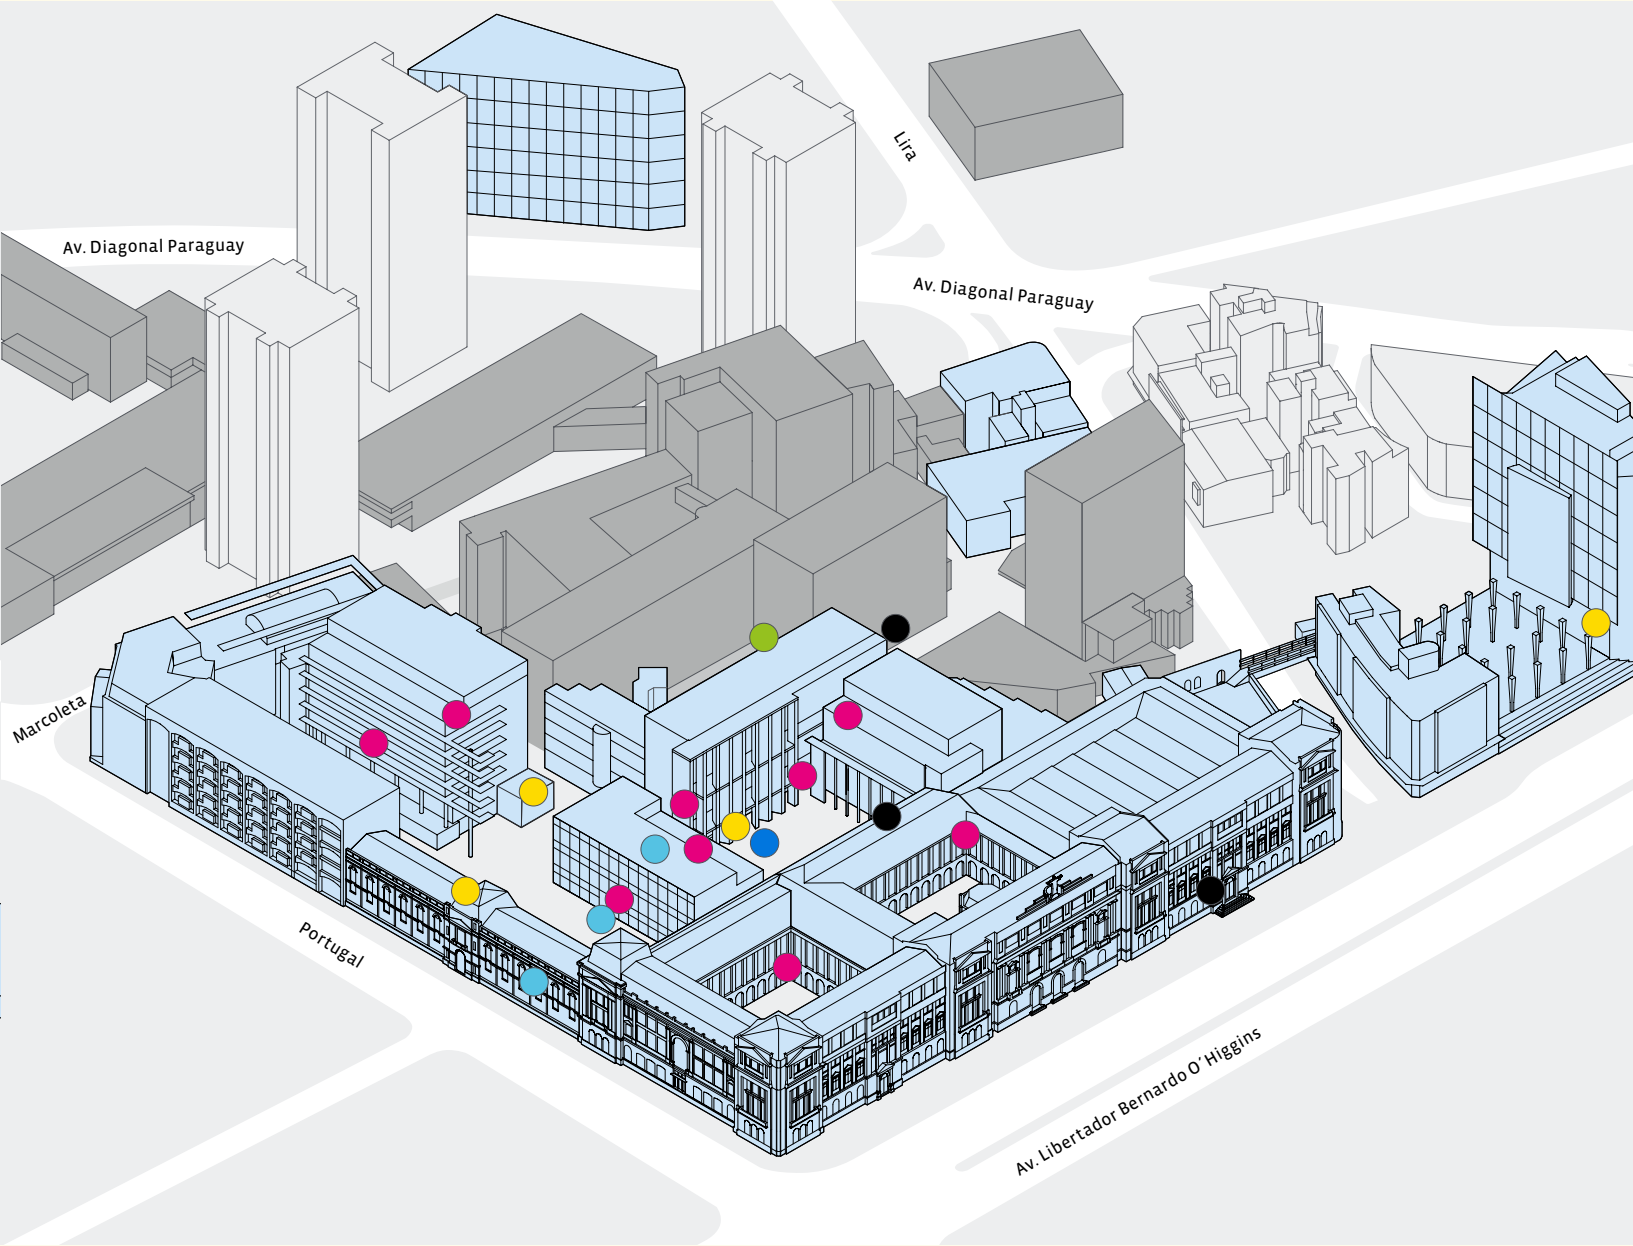 Lira
Av. Diagonal Paraguay
Av. Diagonal Paraguay
Marcoleta
Portugal
Av. Libertador Bernardo O´Higgins